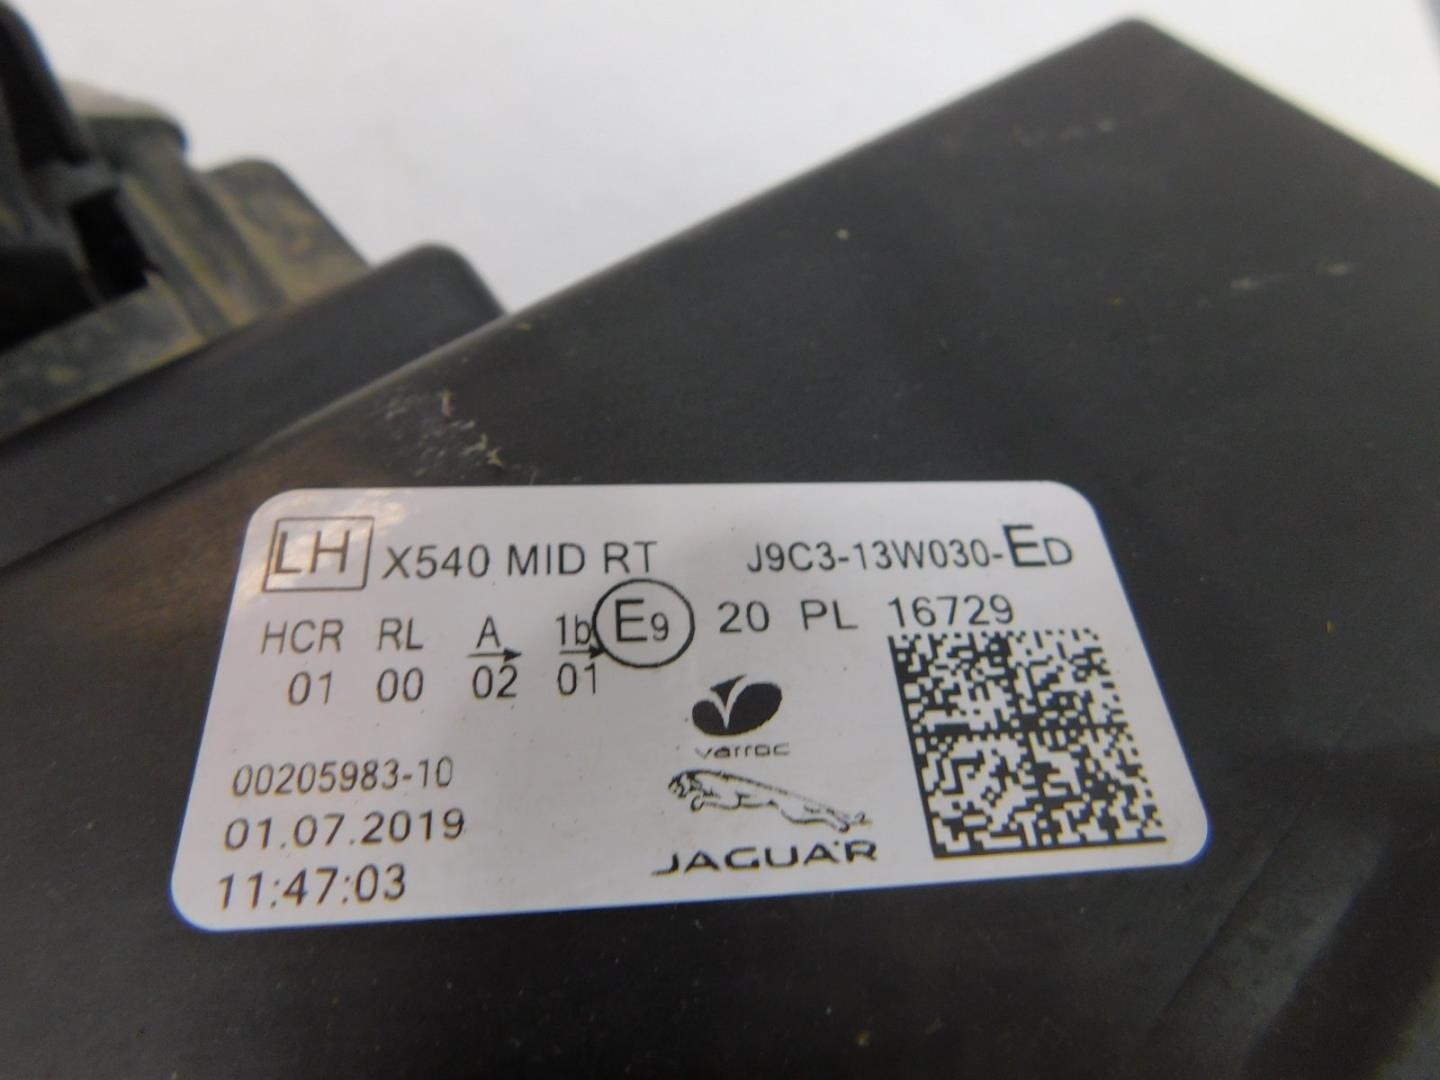 LH X540 MID RT J9C3-13W030-ED
HCR RL A 1b E9 20 PL 16729
01 00 02 01
varroc
00205983-10
01.07.2019
JAGUAR
11:47:03